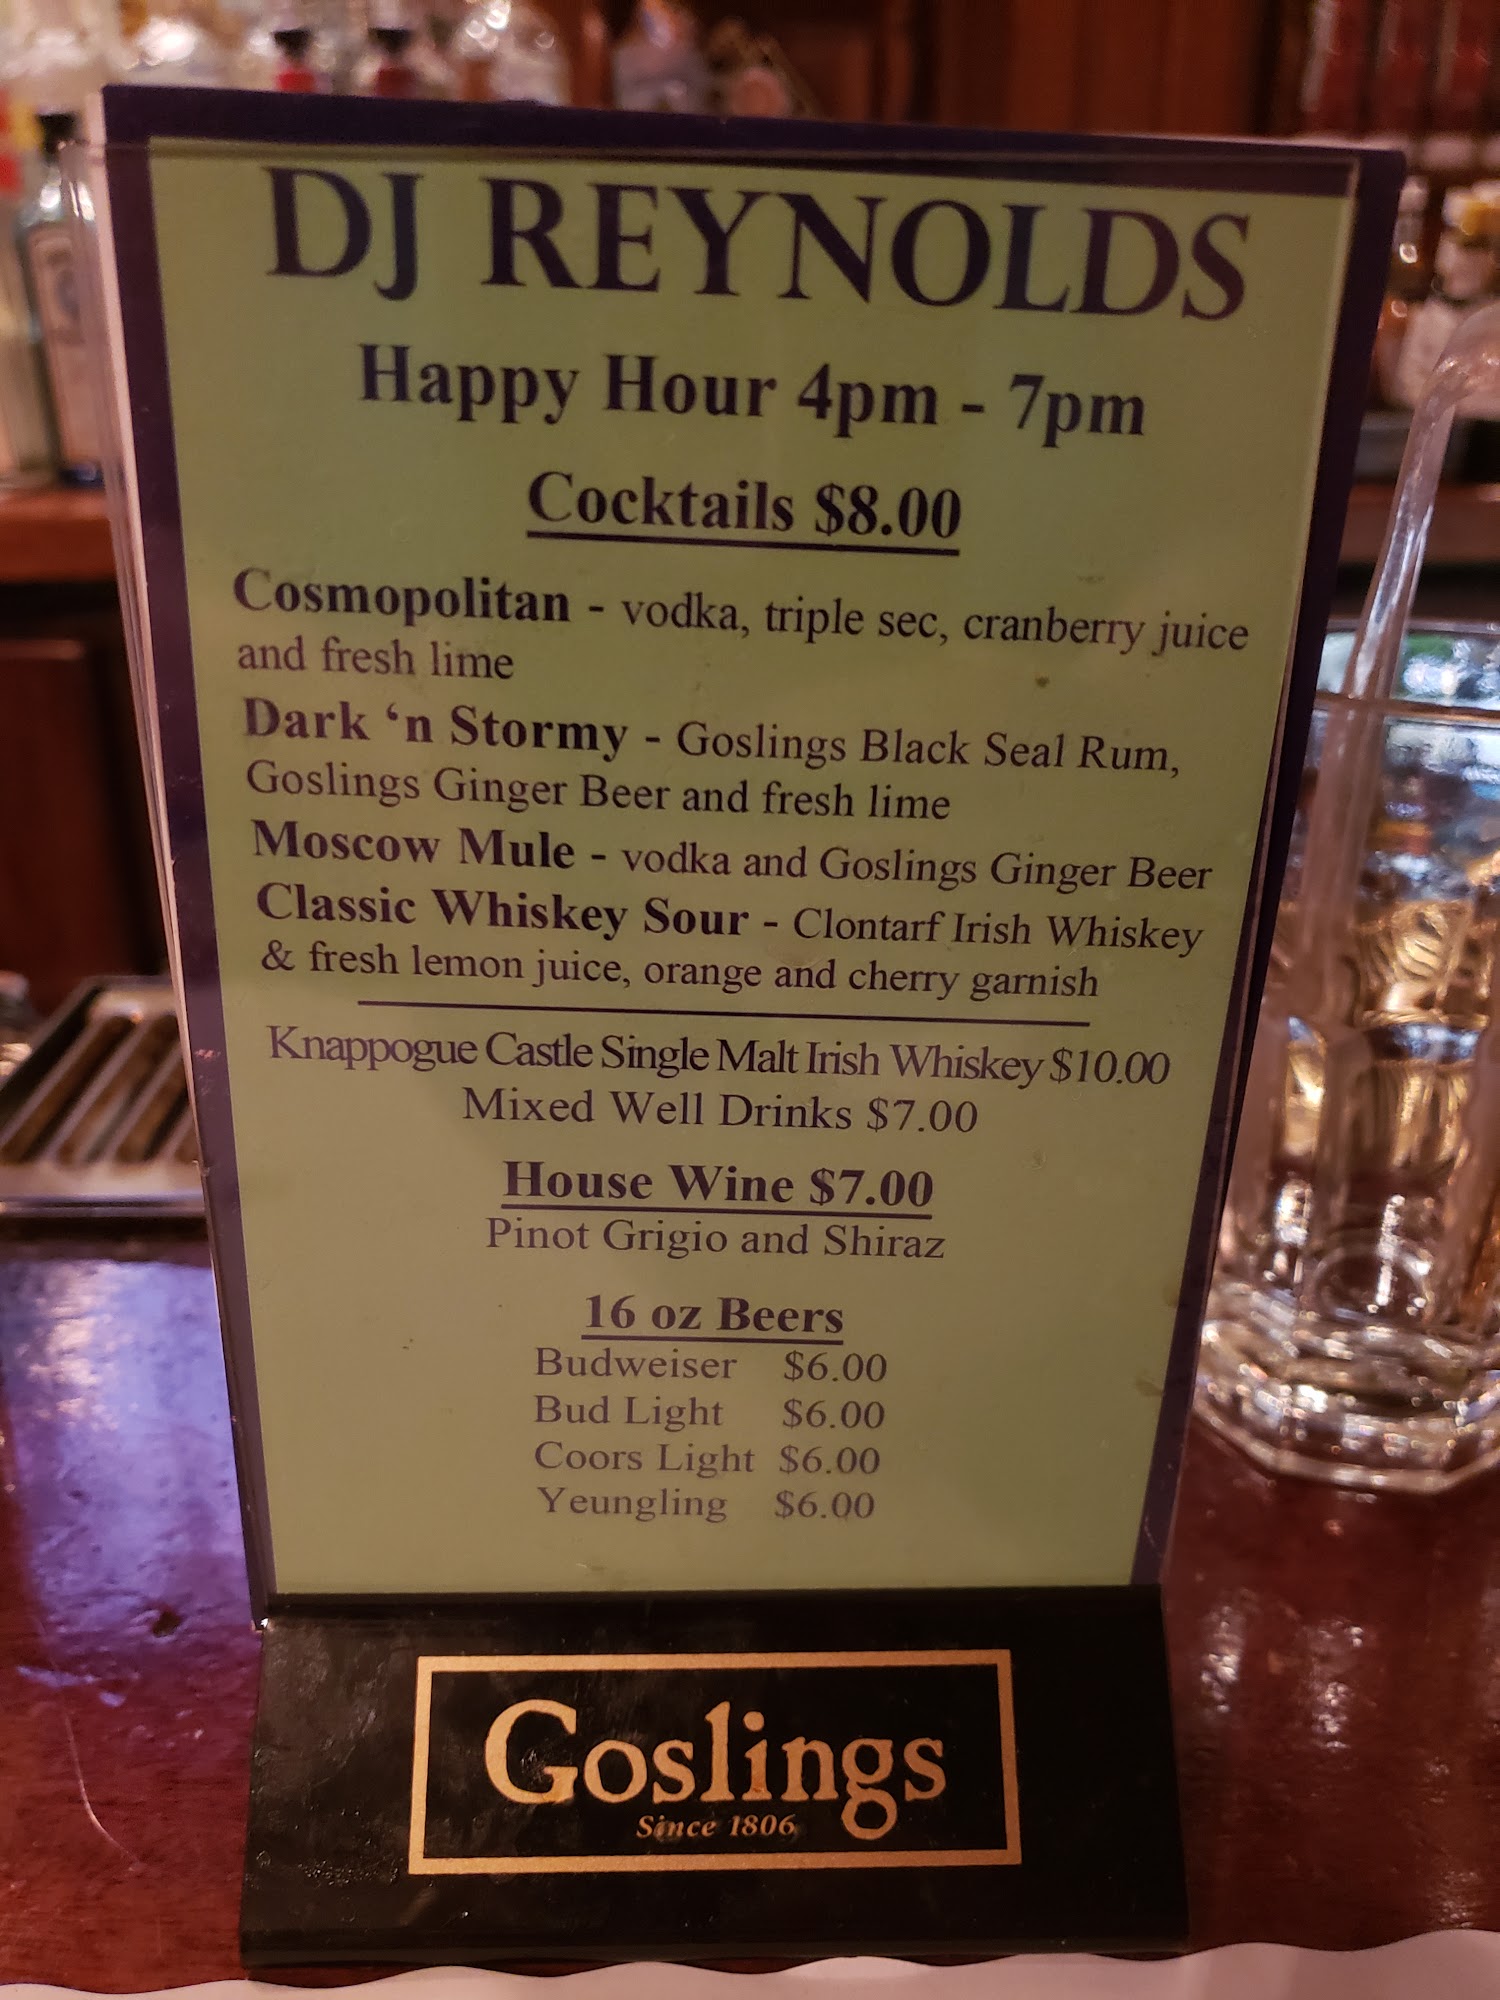 DJ REYNOLDS
Happy Hour 4pm - 7pm
Cocktails $8.00
Cosmopolitan - vodka, triple sec, cranberry juice
and fresh lime
Dark ‘n Stormy - Goslings Black Seal Rum,
Goslings Ginger Beer and fresh lime
Moscow Mule - vodka and Goslings Ginger Beer
Classic Whiskey Sour - Clontarf Irish Whiskey
& fresh lemon juice, orange and cherry garnish
Knappogue Castle Single Malt Irish Whiskey $10.00
Mixed Well Drinks $7.00
House Wine $7.00
Pinot Grigio and Shiraz
16 oz Beers
Budweiser $6.00
Bud Light $6.00
Coors Light $6.00
Yeungling $6.00
Goslings
Since 1806